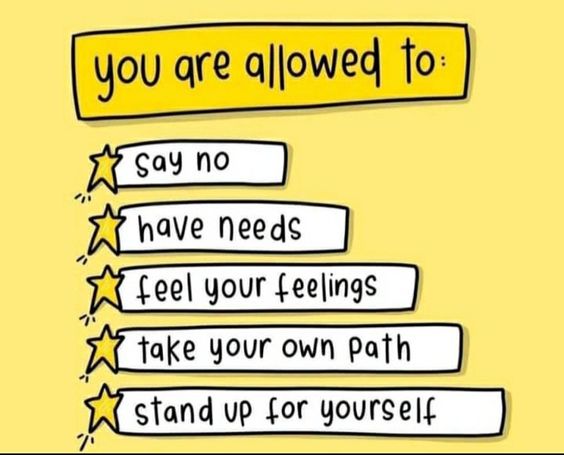 you are allowed to:
say no
have needs
feel your feelings
take your own path
stand up for yourself